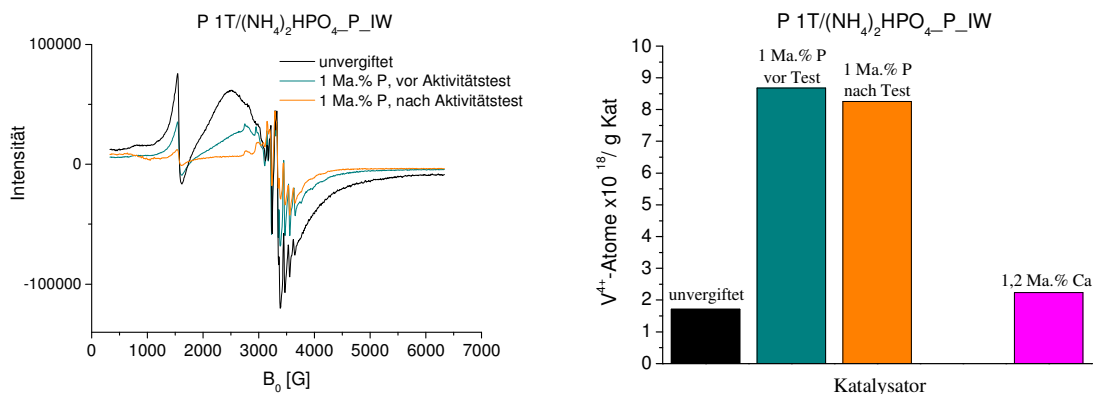 P 1T/(NH₄)₂HPO₄_P_IW
100000
0
-100000
Intensität
unvergiftet
1 Ma.% P, vor Aktivitätstest
1 Ma.% P, nach Aktivitätstest
0 1000 2000 3000 4000 5000 6000 7000
B₀ [G]
P 1T/(NH₄)₂HPO₄_P_IW
10
9
8
7
6
5
4
3
2
1
0
V⁴⁺-Atome x10 ¹⁸/ g Kat
unvergiftet
1 Ma.% P
vor Test
1 Ma.% P
nach Test
1,2 Ma.% Ca
Katalysator